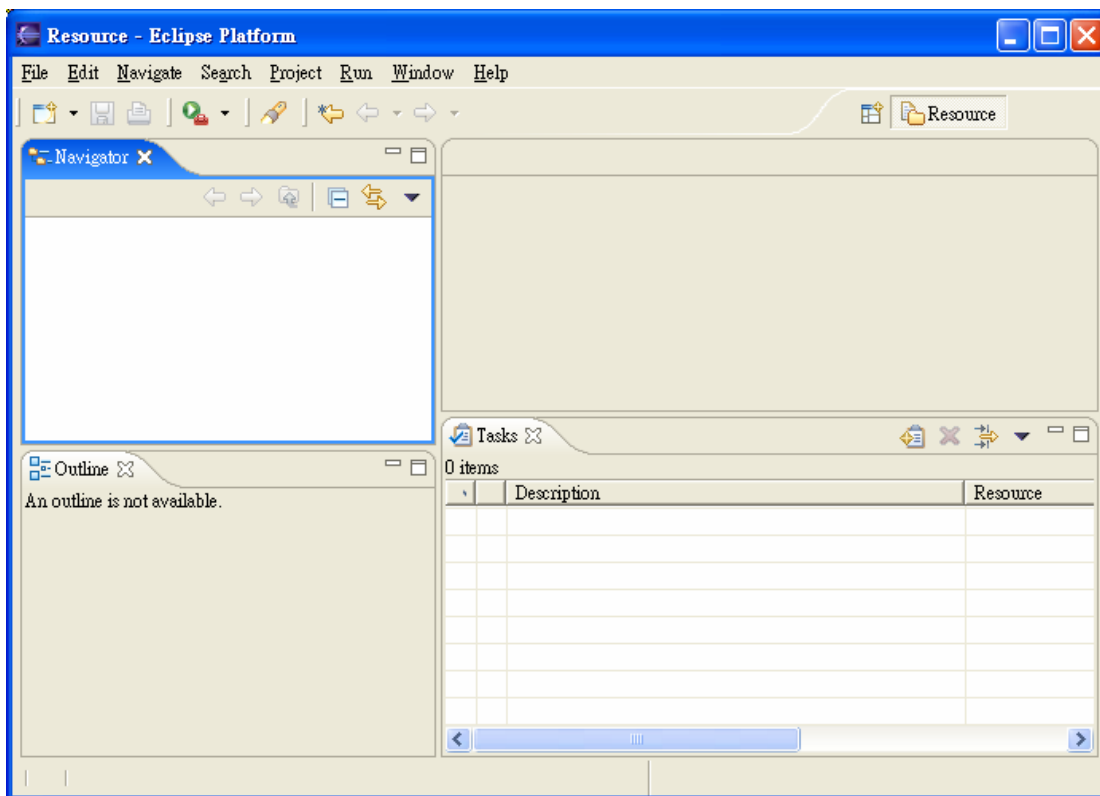 Resource - Eclipse Platform
File Edit Navigate Search Project Run Window Help
Resource
Navigator
Tasks
0 items
Description Resource
Outline
An outline is not available.